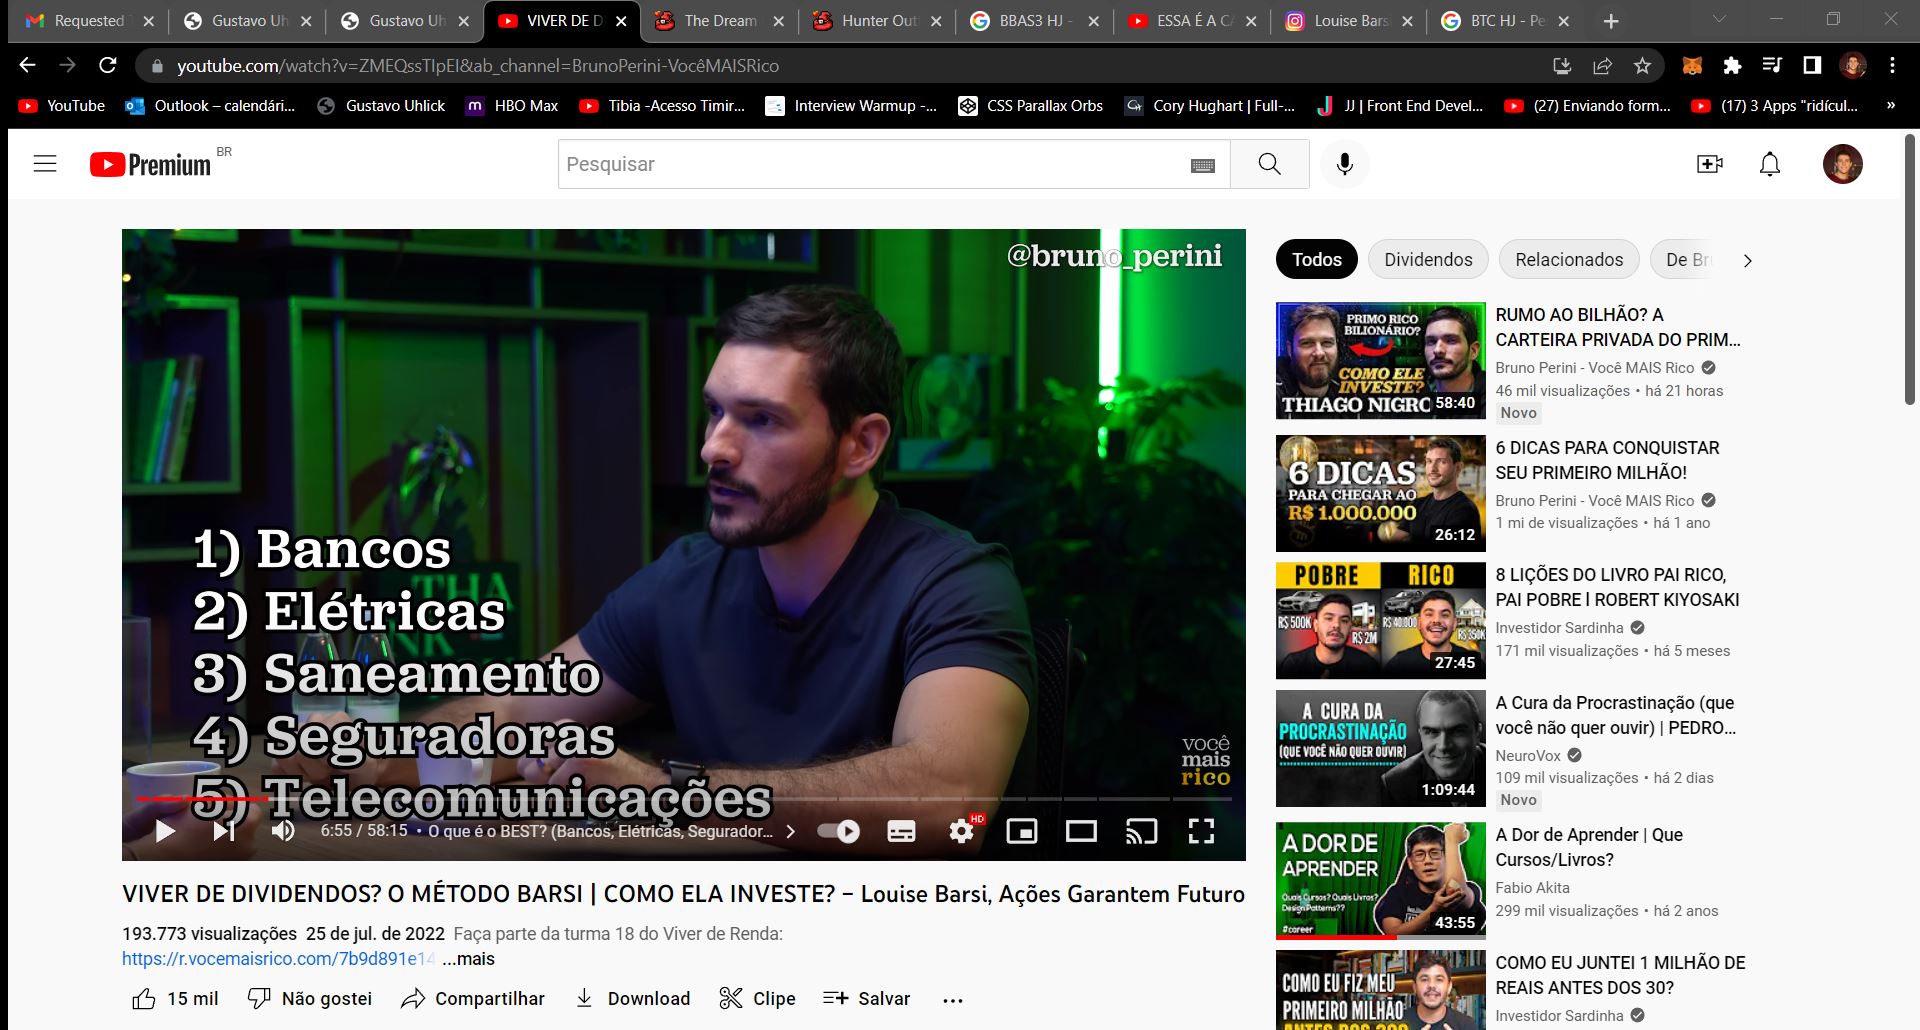 Requested T
Gustavo Uh
Gustavo Uh
VIVER DE D
The Dream
Hunter Out
BBAS3 HJ -
ESSA É A CA
Louise Bars
BTC HJ - Pe
youtube.com/watch?v=ZMEQssTIpEI&ab_channel=BrunoPerini-VocêMAISRico
YouTube
Outlook – calendári...
Gustavo Uhlick
HBO Max
Tibia -Acesso Timir...
Interview Warmup -...
CSS Parallax Orbs
Cory Hughart | Full-...
JJ | Front End Devel...
(27) Enviando form...
(17) 3 Apps "ridícul...
»
Premium BR
Pesquisar
@bruno_perini
1) Bancos
2) Elétricas
3) Saneamento
4) Seguradoras
5) Telecomunicações
você
mais
rico
6:55 / 58:15 • O que é o BEST? (Bancos, Elétricas, Segurador...
HD
VIVER DE DIVIDENDOS? O MÉTODO BARSI | COMO ELA INVESTE? – Louise Barsi, Ações Garantem Futuro
193.773 visualizações 25 de jul. de 2022 Faça parte da turma 18 do Viver de Renda:
https://r.vocemaisrico.com/7b9d891e14 ...mais
15 mil
Não gostei
Compartilhar
Download
Clipe
Salvar
...
Todos
Dividendos
Relacionados
De Bru
PRIMO RICO
BILIONÁRIO?
COMO ELE
INVESTE?
THIAGO NIGRO
58:40
RUMO AO BILHÃO? A
CARTEIRA PRIVADA DO PRIM...
Bruno Perini - Você MAIS Rico
46 mil visualizações • há 21 horas
Novo
6 DICAS
PARA CHEGAR AO
R$ 1.000.000
26:12
6 DICAS PARA CONQUISTAR
SEU PRIMEIRO MILHÃO!
Bruno Perini - Você MAIS Rico
1 mi de visualizações • há 1 ano
POBRE
RICO
R$ 500K
R$ 2M
R$ 40.000
R$ 350K
27:45
8 LIÇÕES DO LIVRO PAI RICO,
PAI POBRE l ROBERT KIYOSAKI
Investidor Sardinha
171 mil visualizações • há 5 meses
A CURA DA
PROCRASTINAÇÃO
(QUE VOCÊ NÃO QUER OUVIR)
1:09:44
A Cura da Procrastinação (que
você não quer ouvir) | PEDRO...
NeuroVox
109 mil visualizações • há 2 dias
Novo
A DOR DE
APRENDER
Quais Cursos? Quais Livros?
Design Patterns??
#career
43:55
A Dor de Aprender | Que
Cursos/Livros?
Fabio Akita
299 mil visualizações • há 2 anos
COMO EU FIZ MEU
PRIMEIRO MILHÃO
COMO EU JUNTEI 1 MILHÃO DE
REAIS ANTES DOS 30?
Investidor Sardinha